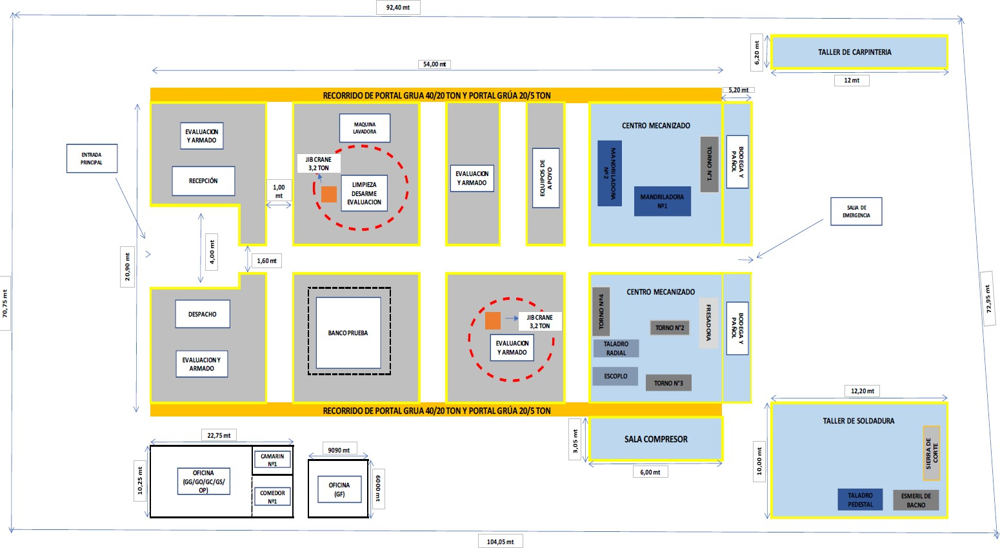 92,40 mt
6,20 mt
TALLER DE CARPINTERIA
12 mt
54,00 mt
5,20 mt
RECORRIDO DE PORTAL GRUA 40/20 TON Y PORTAL GRÚA 20/5 TON
ENTRADA
PRINCIPAL
EVALUACION
Y ARMADO
RECEPCIÓN
1,00
mt
MAQUINA
LAVADORA
JIB CRANE
3,2 TON
LIMPIEZA
DESARME
EVALUACION
EVALUACION
Y ARMADO
EQUIPOS DE
APOYO
CENTRO MECANIZADO
MANDRILADORA
Nº2
MANDRILADORA
Nº1
TORNO N°1
BODEGA Y
PAÑOL
SALIA DE
EMERGENCIA
4,00 mt
1,60 mt
20,90 mt
70,75 mt
72,95 mt
DESPACHO
EVALUACION Y
ARMADO
BANCO PRUEBA
JIB CRANE
3,2 TON
EVALUACION
Y ARMADO
CENTRO MECANIZADO
TORNO Nº4
TALADRO
RADIAL
ESCOPLO
TORNO N°2
TORNO N°3
FRESADORA
BODEGA Y
PAÑOL
RECORRIDO DE PORTAL GRUA 40/20 TON Y PORTAL GRÚA 20/5 TON
12,20 mt
10,00 mt
TALLER DE SOLDADURA
SIERRA DE
CORTE
TALADRO
PEDESTAL
ESMERIL DE
BACNO
3,05 mt
SALA COMPRESOR
6,00 mt
22,75 mt
10,25 mt
OFICINA
(GG/GO/GC/GS/
OP)
CAMARIN
Nº1
COMEDOR
Nº1
9090 mt
OFICINA
(GF)
6000 mt
104,05 mt